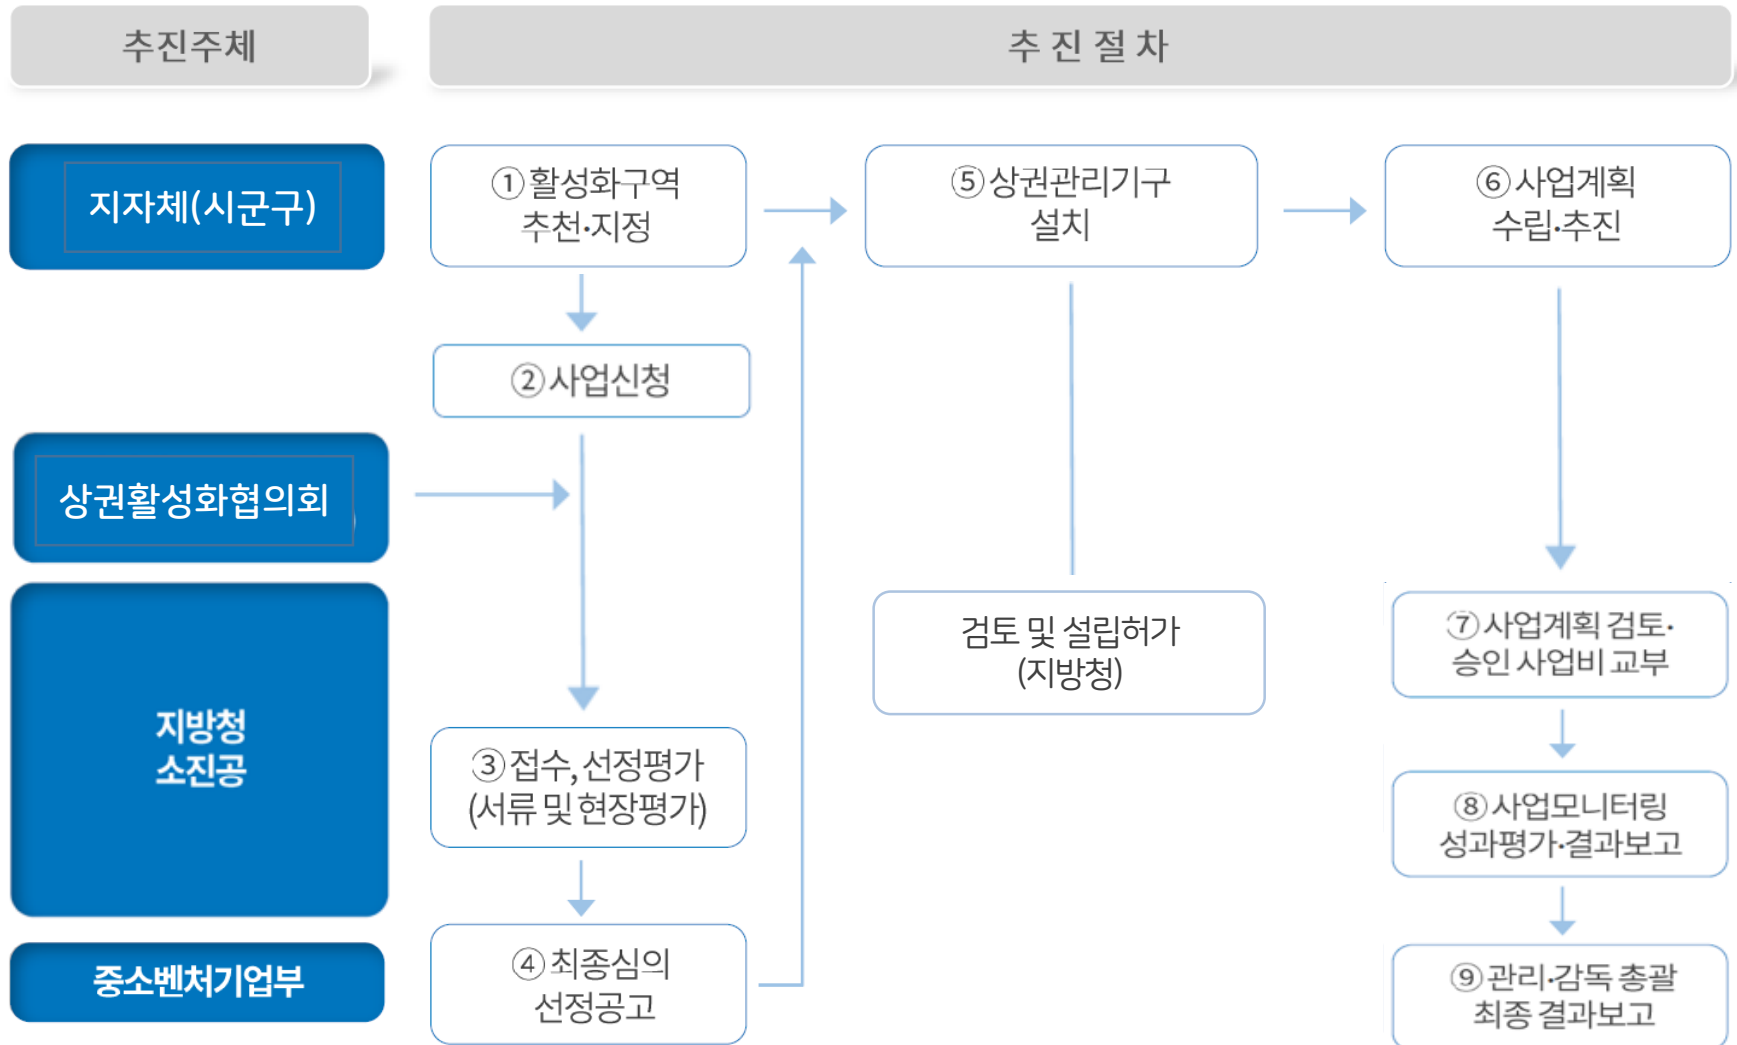 추진주체
추 진 절 차
지자체(시군구)
① 활성화구역
추천·지정
⑤ 상권관리기구
설치
⑥ 사업계획
수립·추진
② 사업신청
상권활성화협의회
지방청
소진공
검토 및 설립허가
(지방청)
⑦ 사업계획 검토·
승인 사업비 교부
③ 접수, 선정평가
(서류 및 현장평가)
⑧ 사업모니터링
성과평가·결과보고
중소벤처기업부
④ 최종심의
선정공고
⑨ 관리·감독 총괄
최종 결과보고